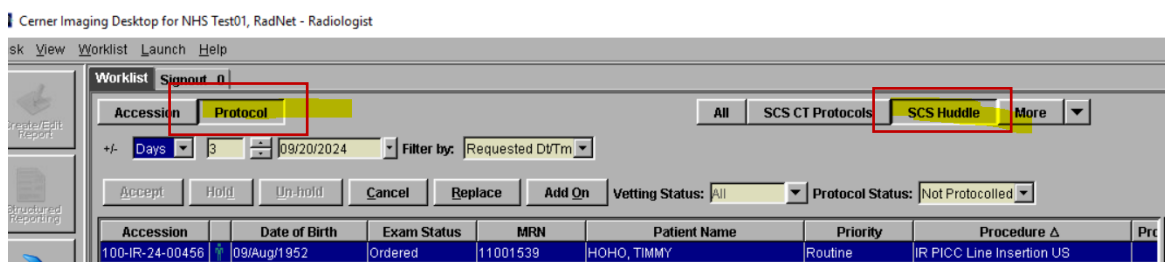 Cerner Imaging Desktop for NHS Test01, RadNet - Radiologist
sk View Worklist Launch Help
Worklist Signout 0
Create/Edit Report
Accession Protocol All SCS CT Protocols SCS Huddle More
+/- Days 3 09/20/2024 Filter by: Requested Dt/Tm
Structured Reporting
Accept Hold Un-hold Cancel Replace Add On Vetting Status: All Protocol Status: Not Protocolled
Accession Date of Birth Exam Status MRN Patient Name Priority Procedure Pro
100-IR-24-00456 09/Aug/1952 Ordered 11001539 HOHO, TIMMY Routine IR PICC Line Insertion US